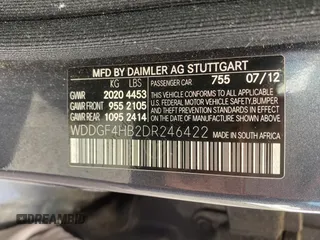 MFD BY DAIMLER AG STUTTGART
KG LBS PASSENGER CAR 755 07/12
GVWR 2020 4453 THIS VEHICLE CONFORMS TO ALL APPLICABLE
GAWR FRONT 955 2105 U.S. FEDERAL MOTOR VEHICLE SAFETY, BUMPER,
GAWR REAR 1095 2414 AND THEFT PREVENTION STANDARDS IN EFFECT
ON THE DATE OF MANUFACTURE SHOWN ABOVE.
WDDGF4HB2DR246422 MADE IN SOUTH AFRICA
DREAMBID